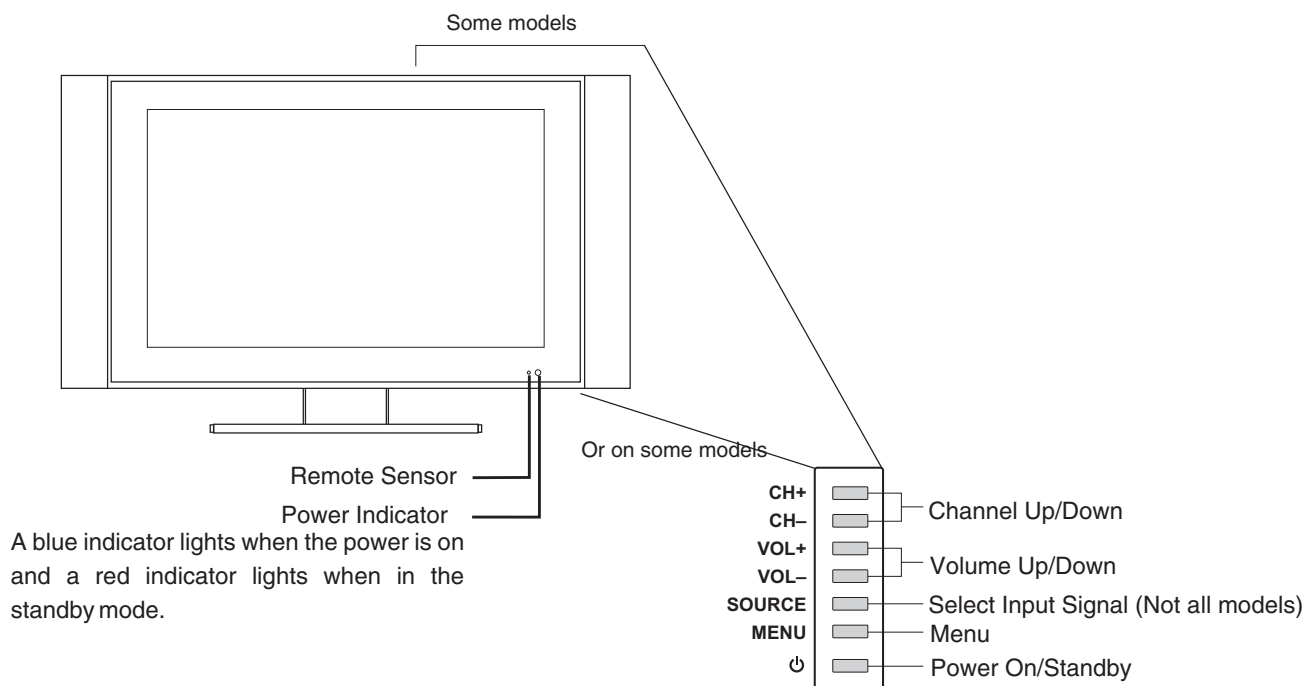 Some models
Or on some models
Remote Sensor
Power Indicator
A blue indicator lights when the power is on
and a red indicator lights when in the
standby mode.
CH+
CH–
Channel Up/Down
VOL+
VOL–
Volume Up/Down
SOURCE
Select Input Signal (Not all models)
MENU
Menu
Power On/Standby